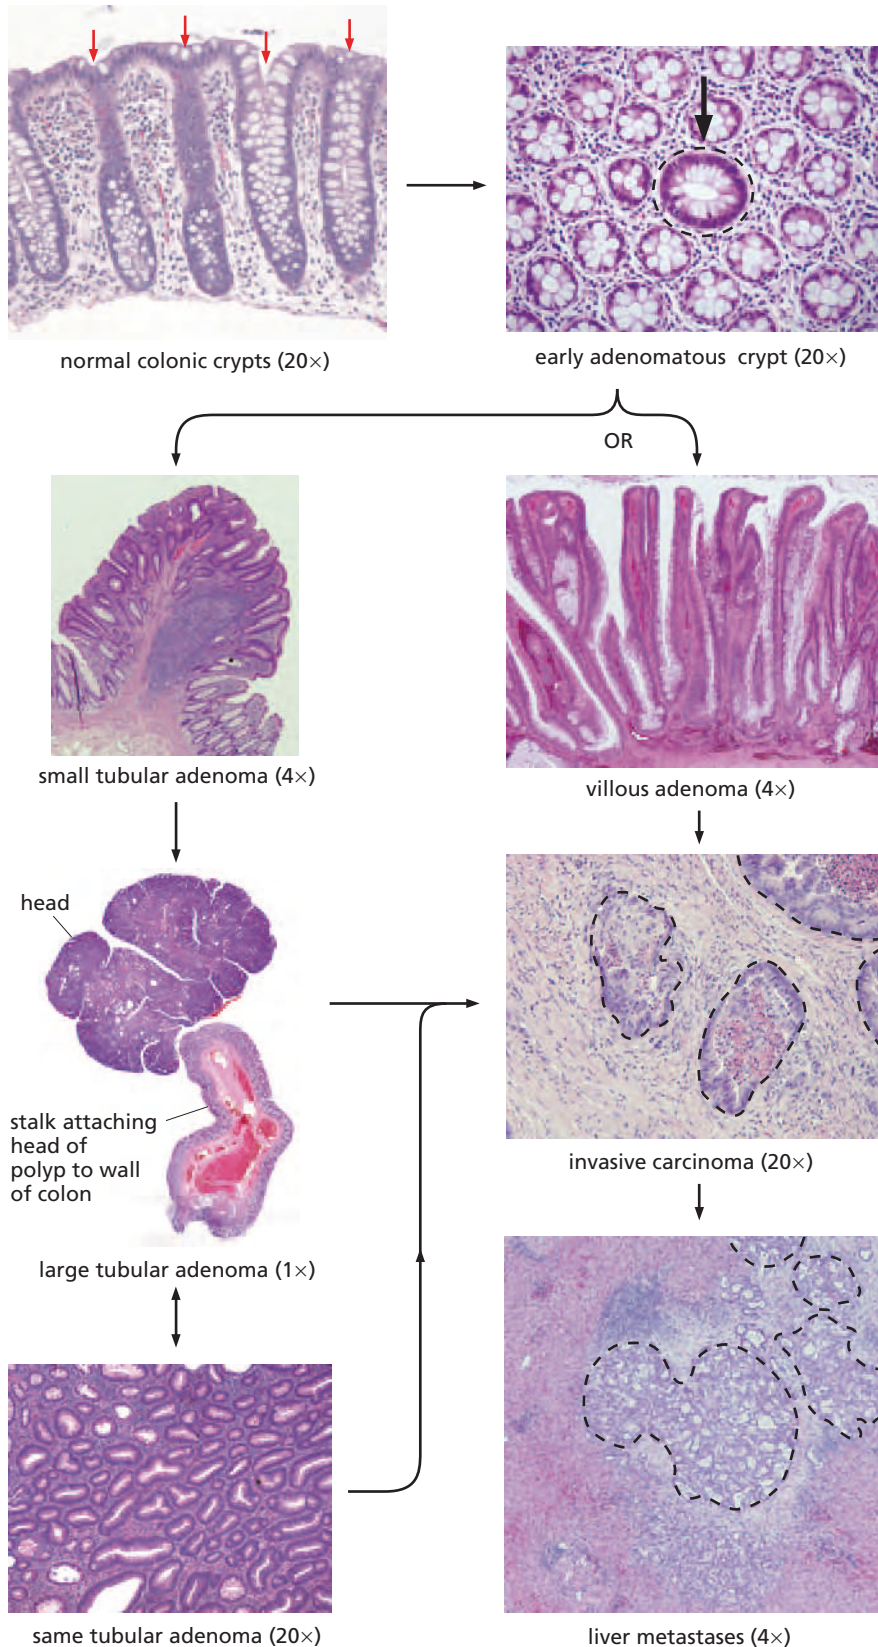 normal colonic crypts (20×)
early adenomatous crypt (20×)
OR
small tubular adenoma (4×)
villous adenoma (4×)
head
stalk attaching
head of
polyp to wall
of colon
invasive carcinoma (20×)
large tubular adenoma (1×)
same tubular adenoma (20×)
liver metastases (4×)